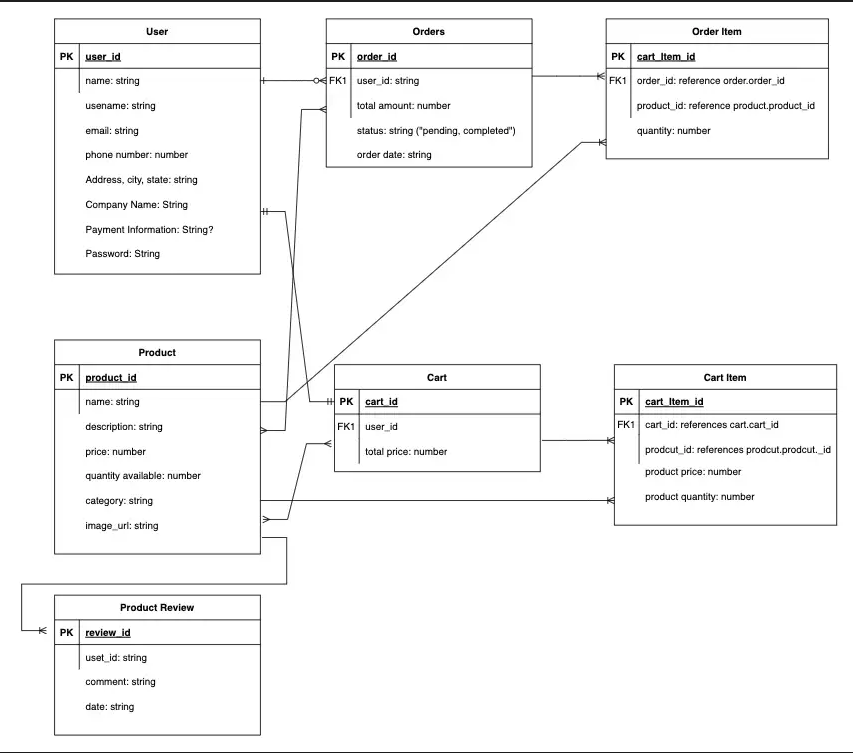 User
PK user_id
name: string
usename: string
email: string
phone number: number
Address, city, state: string
Company Name: String
Payment Information: String?
Password: String
Orders
PK order_id
FK1 user_id: string
total amount: number
status: string ("pending, completed")
order date: string
Order Item
PK cart_Item_id
FK1 order_id: reference order.order_id
product_id: reference product.product_id
quantity: number
Product
PK product_id
name: string
description: string
price: number
quantity available: number
category: string
image_url: string
Cart
PK cart_id
FK1 user_id
total price: number
Cart Item
PK cart_Item_id
FK1 cart_id: references cart.cart_id
prodcut_id: references prodcut.prodcut._id
product price: number
product quantity: number
Product Review
PK review_id
uset_id: string
comment: string
date: string